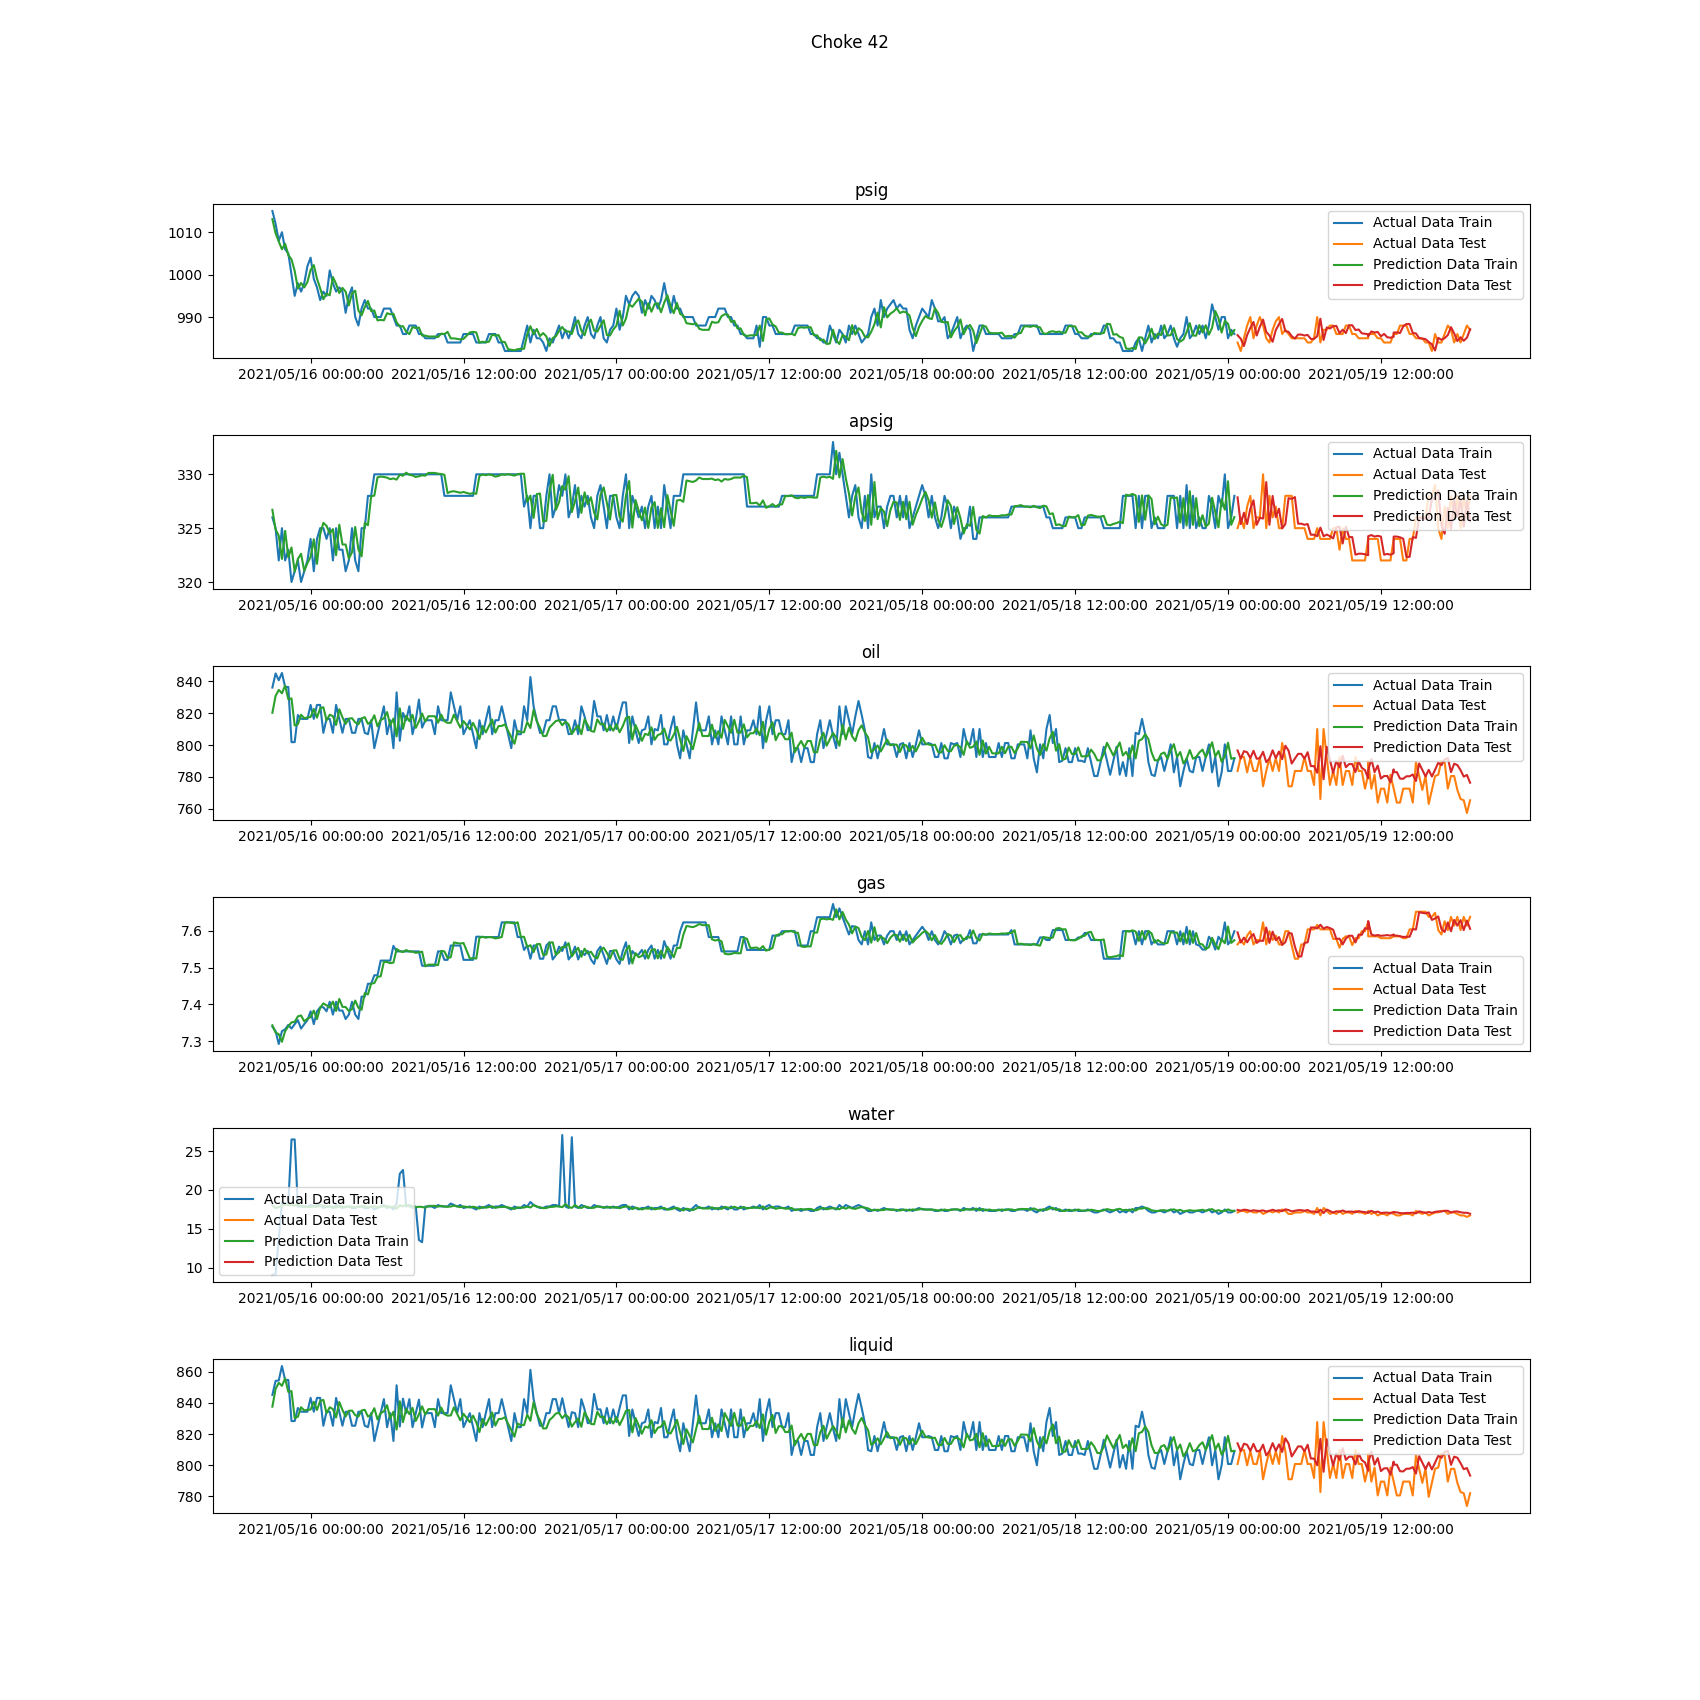 Choke 42
psig
1010
1000
990
Actual Data Train
Actual Data Test
Prediction Data Train
Prediction Data Test
2021/05/16 00:00:00 2021/05/16 12:00:00 2021/05/17 00:00:00 2021/05/17 12:00:00 2021/05/18 00:00:00 2021/05/18 12:00:00 2021/05/19 00:00:00 2021/05/19 12:00:00
apsig
330
325
320
Actual Data Train
Actual Data Test
Prediction Data Train
Prediction Data Test
2021/05/16 00:00:00 2021/05/16 12:00:00 2021/05/17 00:00:00 2021/05/17 12:00:00 2021/05/18 00:00:00 2021/05/18 12:00:00 2021/05/19 00:00:00 2021/05/19 12:00:00
oil
840
820
800
780
760
Actual Data Train
Actual Data Test
Prediction Data Train
Prediction Data Test
2021/05/16 00:00:00 2021/05/16 12:00:00 2021/05/17 00:00:00 2021/05/17 12:00:00 2021/05/18 00:00:00 2021/05/18 12:00:00 2021/05/19 00:00:00 2021/05/19 12:00:00
gas
7.6
7.5
7.4
7.3
Actual Data Train
Actual Data Test
Prediction Data Train
Prediction Data Test
2021/05/16 00:00:00 2021/05/16 12:00:00 2021/05/17 00:00:00 2021/05/17 12:00:00 2021/05/18 00:00:00 2021/05/18 12:00:00 2021/05/19 00:00:00 2021/05/19 12:00:00
water
25
20
15
10
Actual Data Train
Actual Data Test
Prediction Data Train
Prediction Data Test
2021/05/16 00:00:00 2021/05/16 12:00:00 2021/05/17 00:00:00 2021/05/17 12:00:00 2021/05/18 00:00:00 2021/05/18 12:00:00 2021/05/19 00:00:00 2021/05/19 12:00:00
liquid
860
840
820
800
780
Actual Data Train
Actual Data Test
Prediction Data Train
Prediction Data Test
2021/05/16 00:00:00 2021/05/16 12:00:00 2021/05/17 00:00:00 2021/05/17 12:00:00 2021/05/18 00:00:00 2021/05/18 12:00:00 2021/05/19 00:00:00 2021/05/19 12:00:00